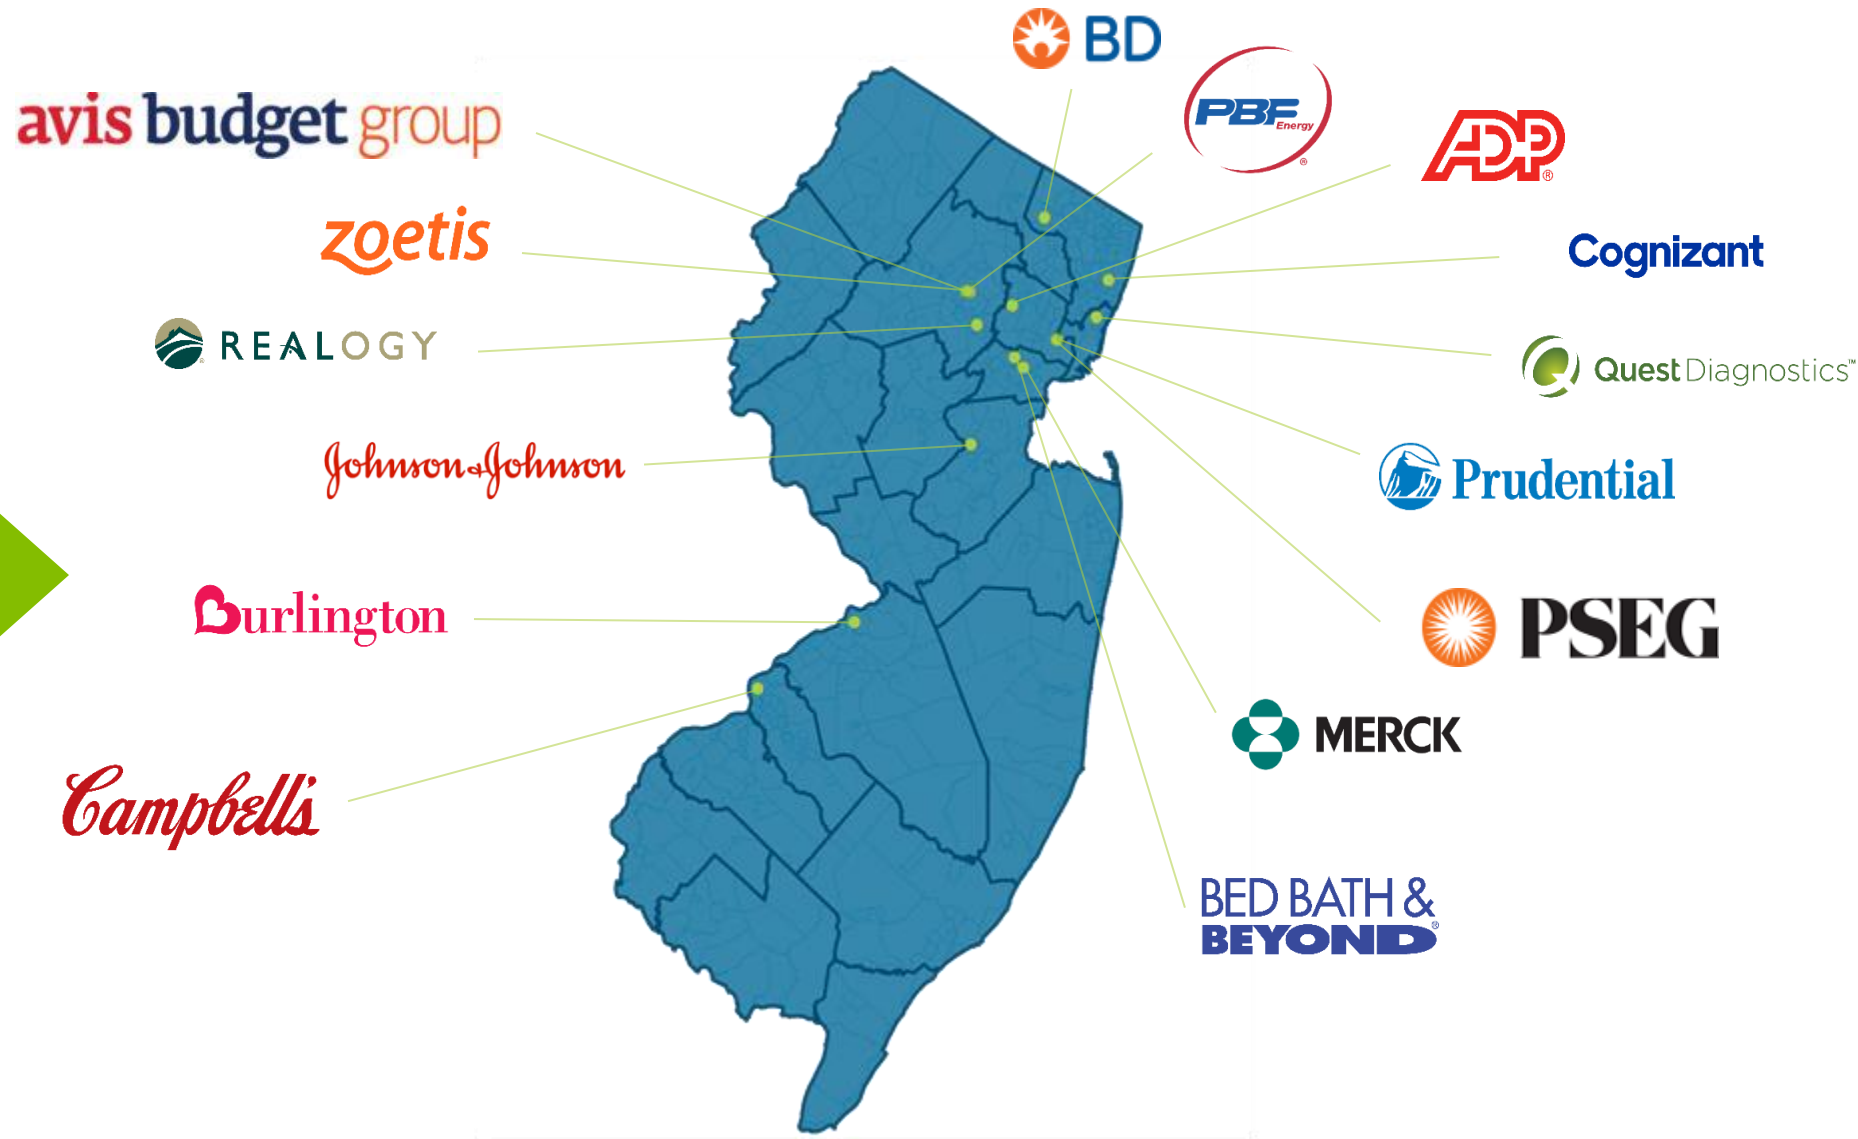 BD
PBF
Energy
®
avis budget group
ADP®
zoetis
Cognizant
REALOGY
Quest Diagnostics™
Johnson & Johnson
Prudential
Burlington
PSEG
MERCK
Campbell's
BED BATH &
BEYOND®